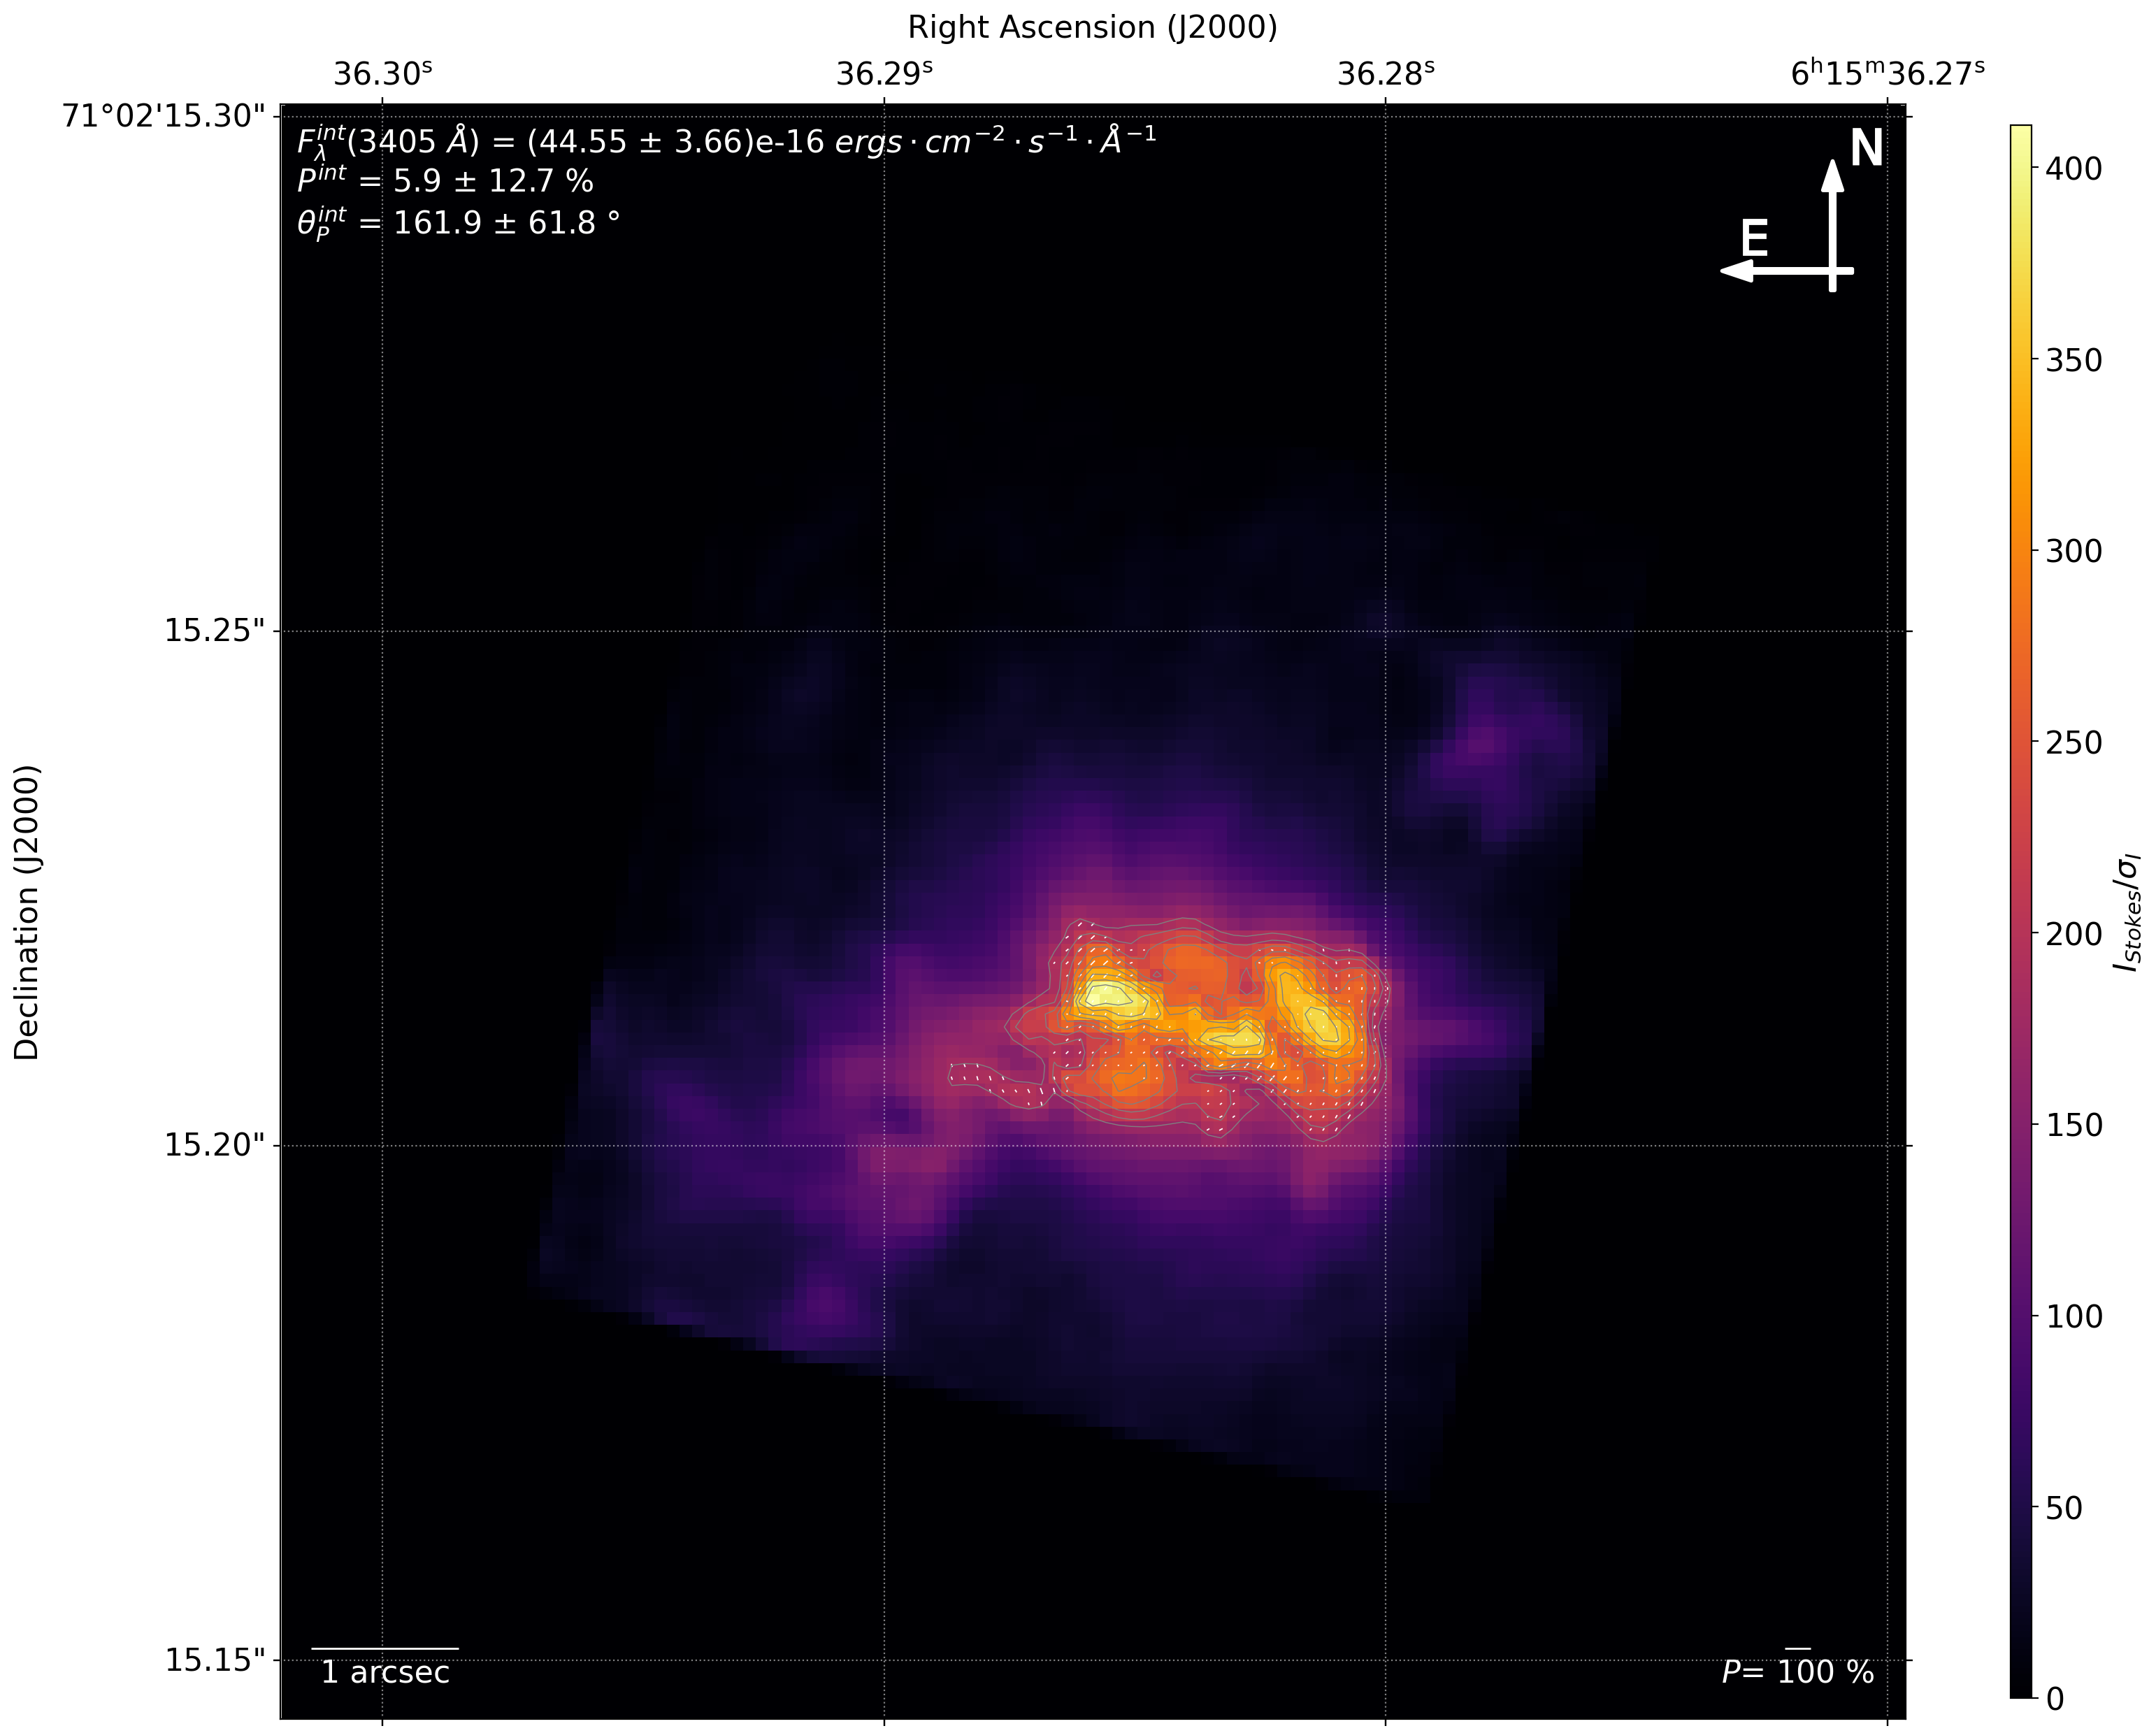 Right Ascension (J2000)
36.30ˢ 36.29ˢ 36.28ˢ 6ʰ15ᵐ36.27ˢ
71°02'15.30"
F_λ^int(3405 Å) = (44.55 ± 3.66)e-16 ergs · cm⁻² · s⁻¹ · Å⁻¹
P^int = 5.9 ± 12.7 %
θ_P^int = 161.9 ± 61.8 °
N
E
15.25"
15.20"
15.15"
Declination (J2000)
1 arcsec
P= 100 %
400
350
300
250
200
150
100
50
0
I_Stokes/σ_I